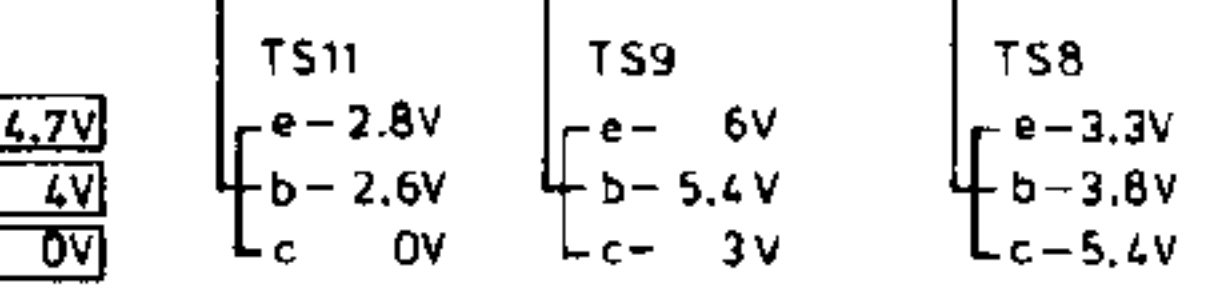 TS11 TS9 TS8
4.7V e-2.8V e- 6V e-3.3V
4V b-2.6V b-5.4V b-3.8V
0V c 0V c- 3V c-5.4V